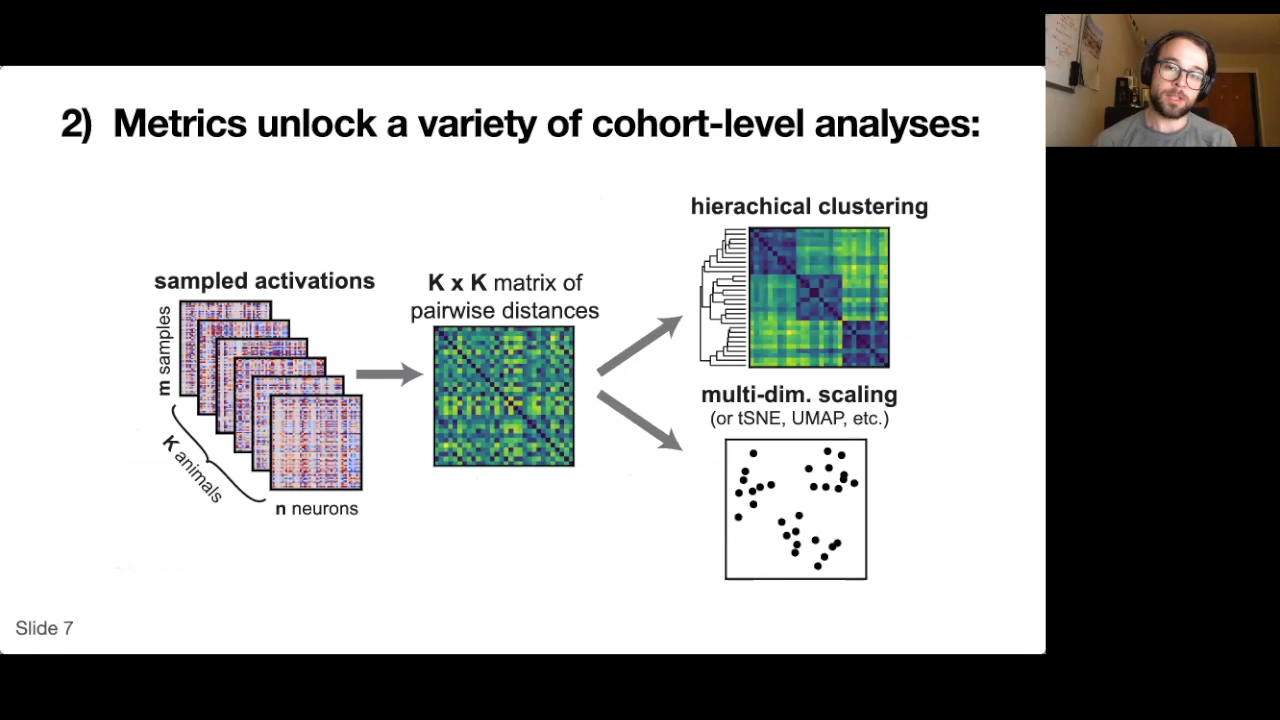 2) Metrics unlock a variety of cohort-level analyses:
sampled activations
m samples
K animals
n neurons
K x K matrix of
pairwise distances
hierachical clustering
multi-dim. scaling
(or tSNE, UMAP, etc.)
Slide 7